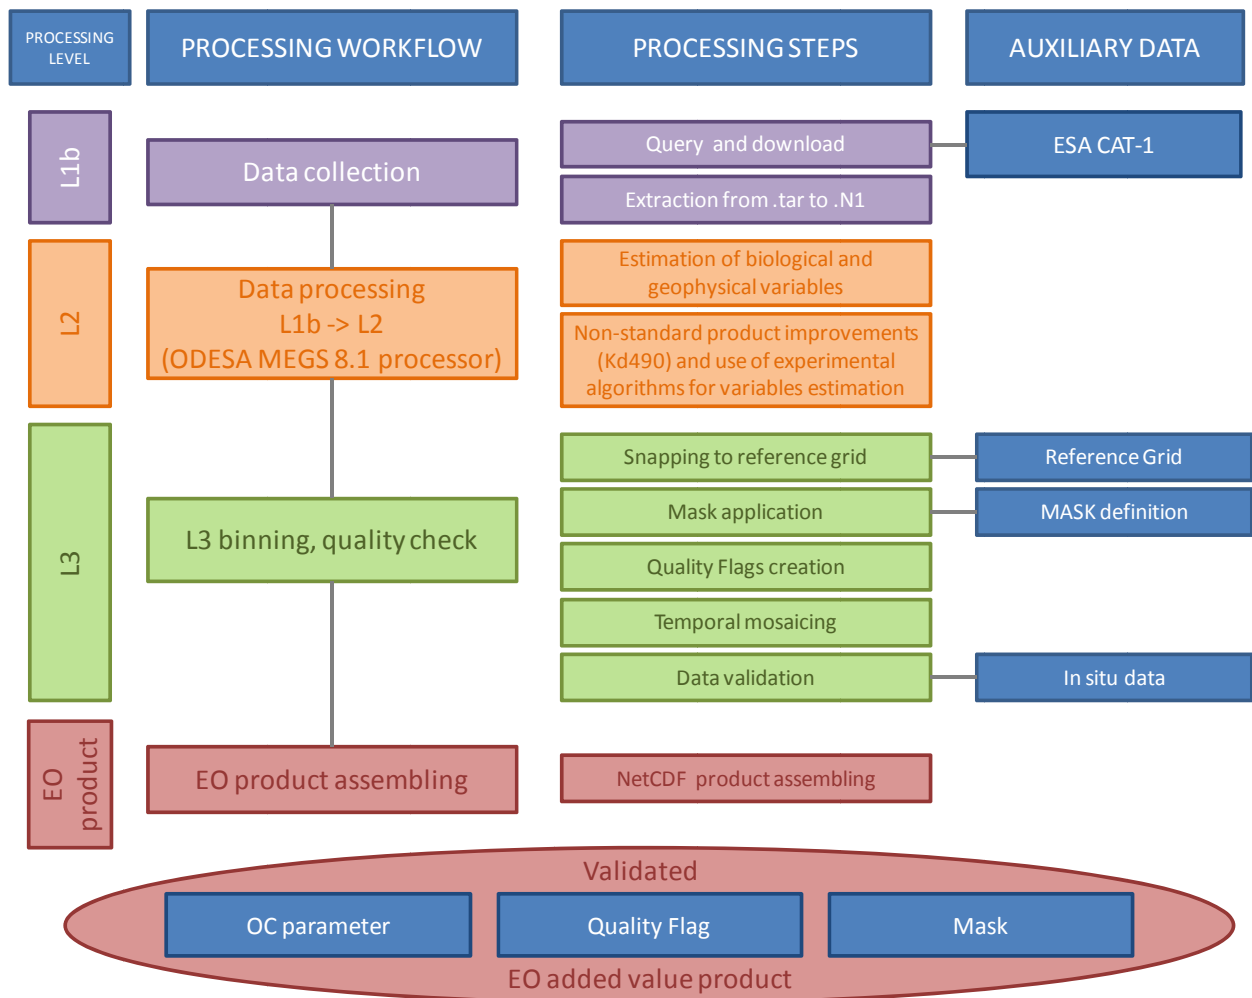 PROCESSING
LEVEL
PROCESSING WORKFLOW
PROCESSING STEPS
AUXILIARY DATA
L1b
Data collection
Query and download
ESA CAT-1
Extraction from .tar to .N1
L2
Data processing
L1b -> L2
(ODESA MEGS 8.1 processor)
Estimation of biological and
geophysical variables
Non-standard product improvements
(Kd490) and use of experimental
algorithms for variables estimation
L3
L3 binning, quality check
Snapping to reference grid
Reference Grid
Mask application
MASK definition
Quality Flags creation
Temporal mosaicing
Data validation
In situ data
EO
product
EO product assembling
NetCDF product assembling
Validated
OC parameter
Quality Flag
Mask
EO added value product